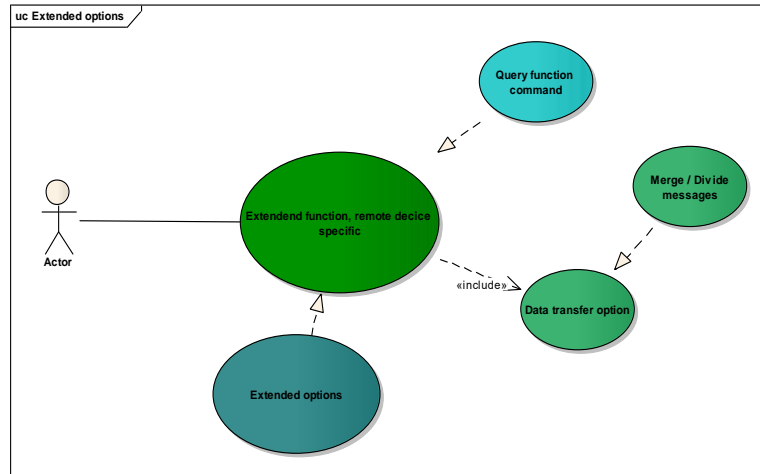 uc Extended options
Query function
command
Merge / Divide
messages
Extendend function, remote decice
specific
Actor
«include»
Data transfer option
Extended options